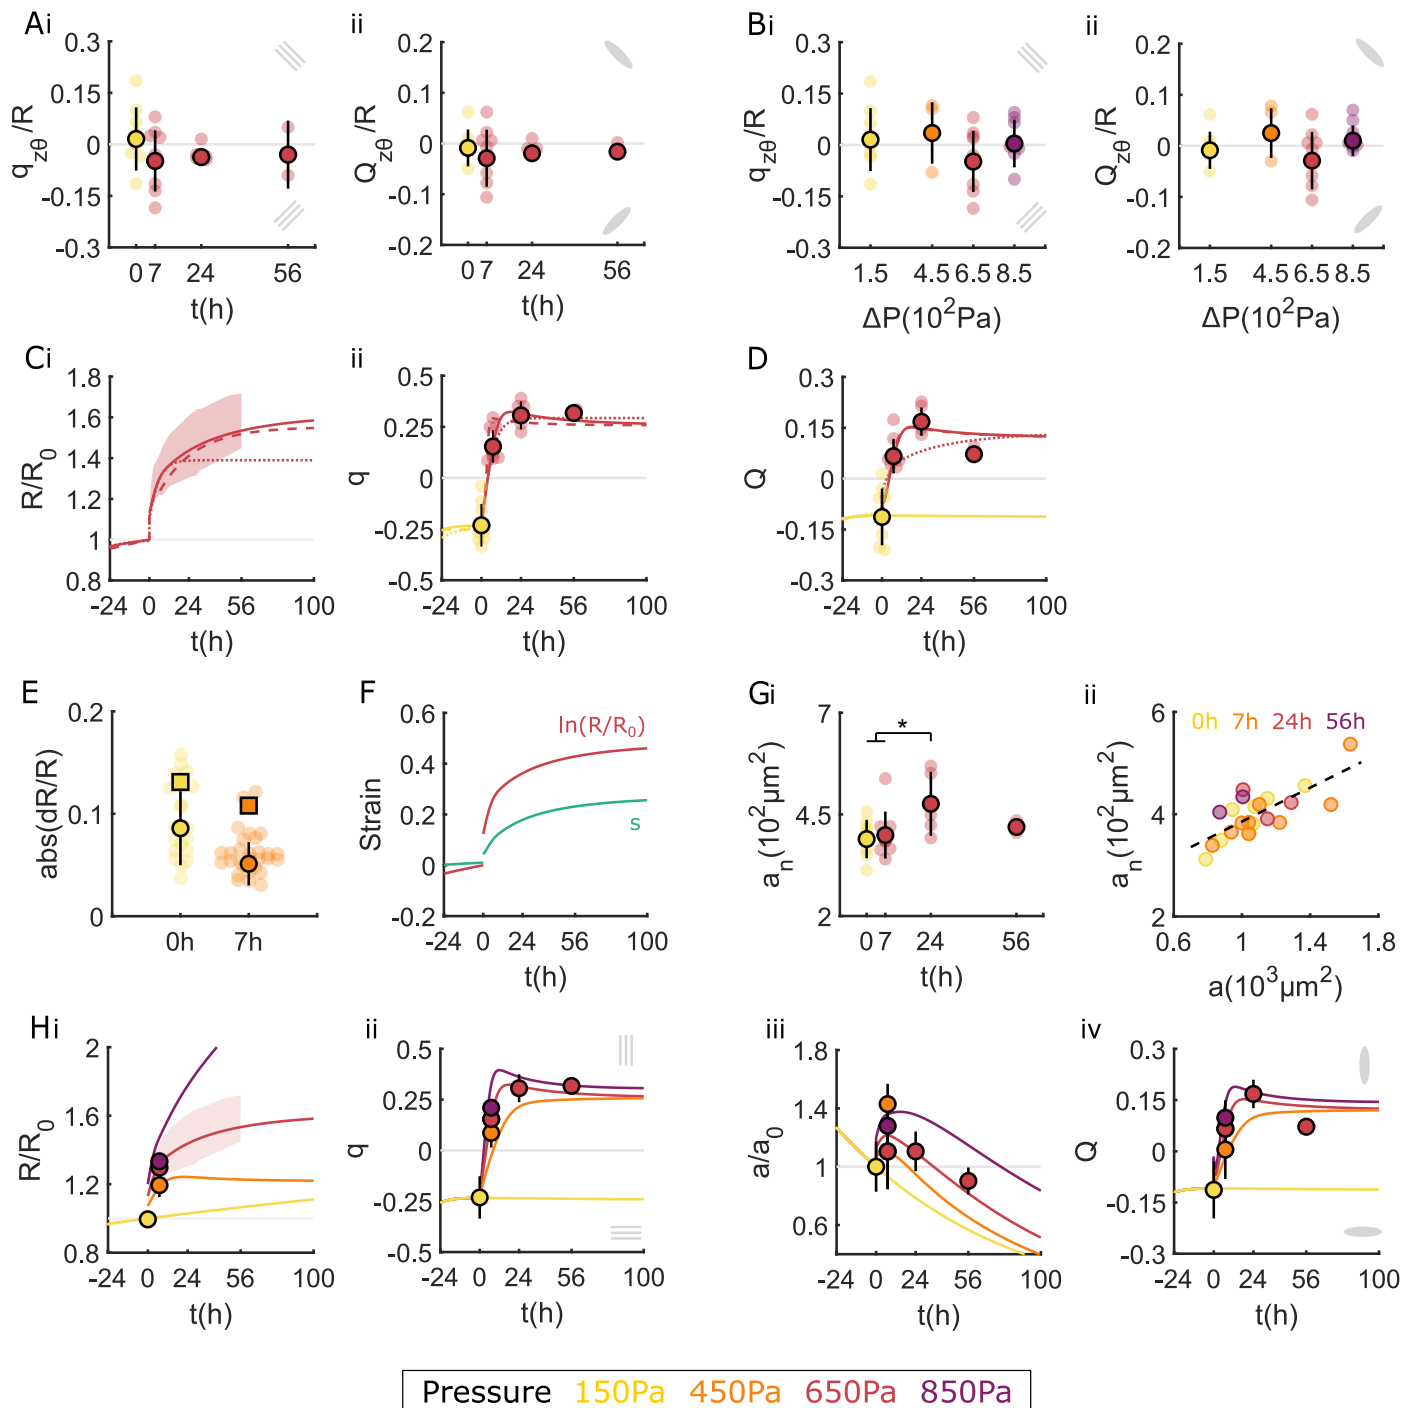 Ai
0.3
0.15
0
-0.15
-0.3
q_zθ/R
0 7 24 56
t(h)
ii
0.2
0.1
0
-0.1
-0.2
Q_zθ/R
0 7 24 56
t(h)
Bi
0.3
0.15
0
-0.15
-0.3
q_zθ/R
1.5 4.5 6.5 8.5
ΔP(10²Pa)
ii
0.2
0.1
0
-0.1
-0.2
Q_zθ/R
1.5 4.5 6.5 8.5
ΔP(10²Pa)
Ci
1.8
1.6
1.4
1.2
1
0.8
R/R₀
-24 0 24 56 100
t(h)
ii
0.5
0.25
0
-0.25
-0.5
q
-24 0 24 56 100
t(h)
D
0.3
0.15
0
-0.15
-0.3
Q
-24 0 24 56 100
t(h)
E
0.2
0.1
0
abs(dR/R)
0h 7h
F
0.6
0.4
0.2
0
-0.2
Strain
ln(R/R₀)
s
-24 0 24 56 100
t(h)
Gi
7
4.5
2
aₙ(10²μm²)
*
0 7 24 56
t(h)
ii
6
4
2
aₙ(10²μm²)
0h 7h 24h 56h
0.6 1 1.4 1.8
a(10³μm²)
Hi
2
1.6
1.2
0.8
R/R₀
-24 0 24 56 100
t(h)
ii
0.5
0.25
0
-0.25
-0.5
q
-24 0 24 56 100
t(h)
iii
1.8
1.4
1
0.6
a/a₀
-24 0 24 56 100
t(h)
iv
0.3
0.15
0
-0.15
-0.3
Q
-24 0 24 56 100
t(h)
Pressure 150Pa 450Pa 650Pa 850Pa